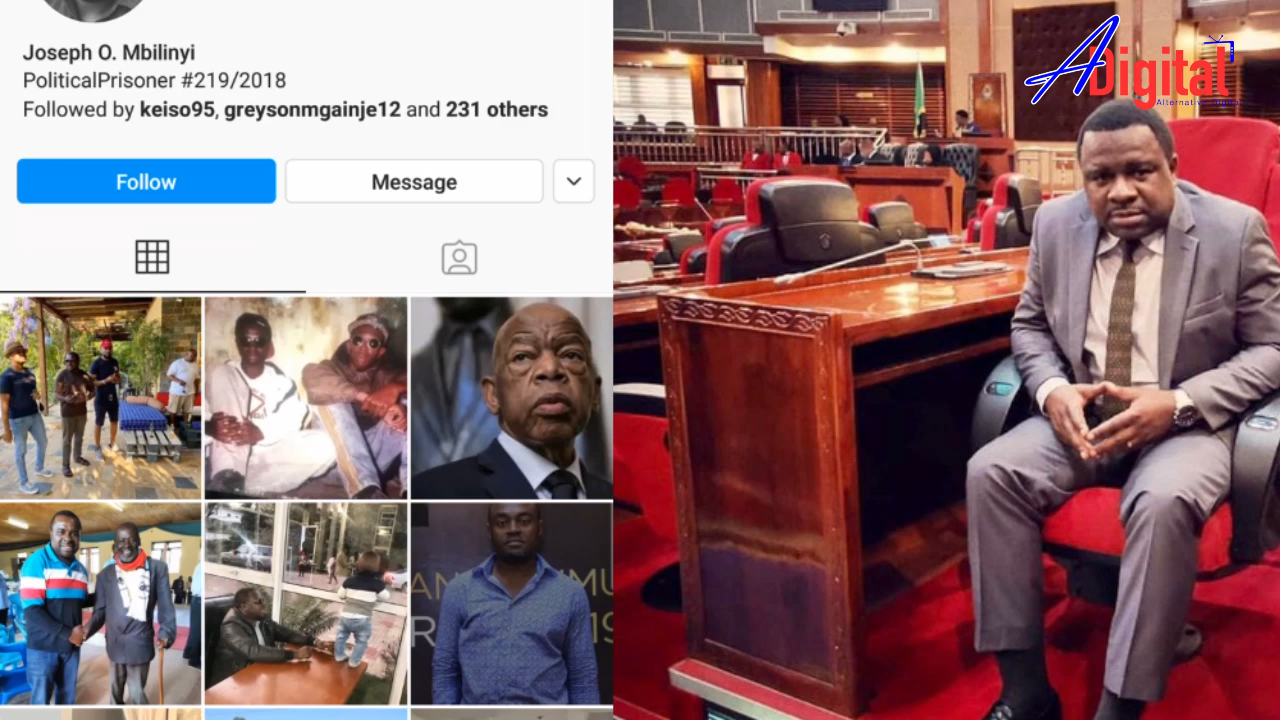 Joseph O. Mbilinyi
PoliticalPrisoner #219/2018
Followed by keiso95, greysonmgainje12 and 231 others
Follow
Message
A Digital